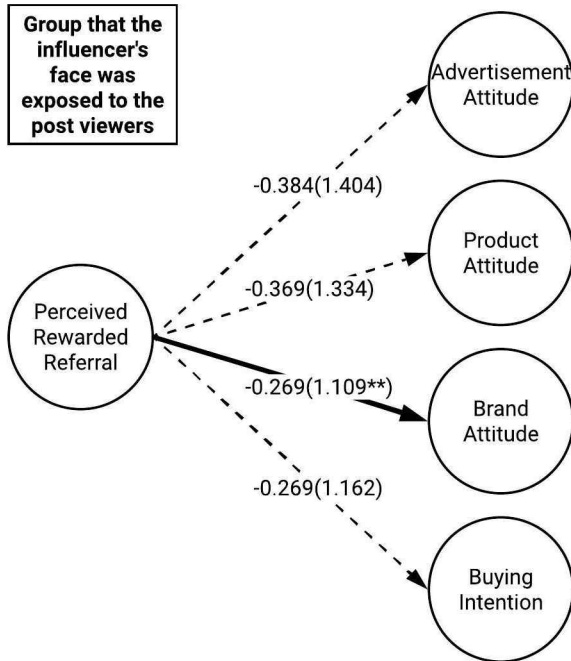 Group that the
influencer's
face was
exposed to the
post viewers
Advertisement
Attitude
-0.384(1.404)
Product
Attitude
-0.369(1.334)
Perceived
Rewarded
Referral
-0.269(1.109**)
Brand
Attitude
-0.269(1.162)
Buying
Intention